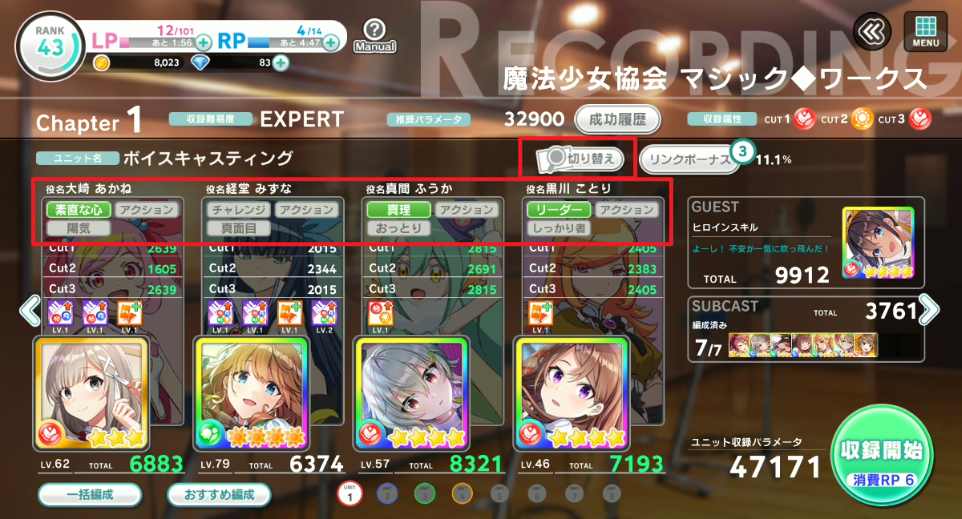 RECORDING
RANK
43
LP 12/101
あと 1:56
RP 4/14
あと 4:47
?
Manual
8,023
83
MENU
魔法少女協会 マジック◆ワークス
Chapter 1
収録難易度 EXPERT
推奨パラメータ 32900
成功履歴
収録属性 CUT 1 CUT 2 CUT 3
ユニット名 ボイスキャスティング
切り替え
リンクボーナス 3 11.1%
役名 大崎 あかね
素直な心 アクション
陽気
Cut1 2639
Cut2 1605
Cut3 2639
LV.1 LV.1 LV.1
LV.62 TOTAL 6883
役名 経堂 みずな
チャレンジ アクション
真面目
Cut1 2015
Cut2 2344
Cut3 2015
LV.1 LV.1 LV.1 LV.2
LV.79 TOTAL 6374
役名 真間 ふうか
真理 アクション
おっとり
Cut1 2815
Cut2 2691
Cut3 2815
LV.1
LV.57 TOTAL 8321
役名 黒川 ことり
リーダー アクション
しっかり者
Cut1 2405
Cut2 2383
Cut3 2405
LV.1
LV.46 TOTAL 7193
GUEST
ヒロインスキル
よーし! 不安が一気に吹っ飛んだ!
TOTAL 9912
SUBCAST TOTAL 3761
編成済み
7/7
ユニット収録パラメータ
47171
収録開始
消費RP 6
一括編成
おすすめ編成
UNIT 1 2 3 4 5 6 7 8